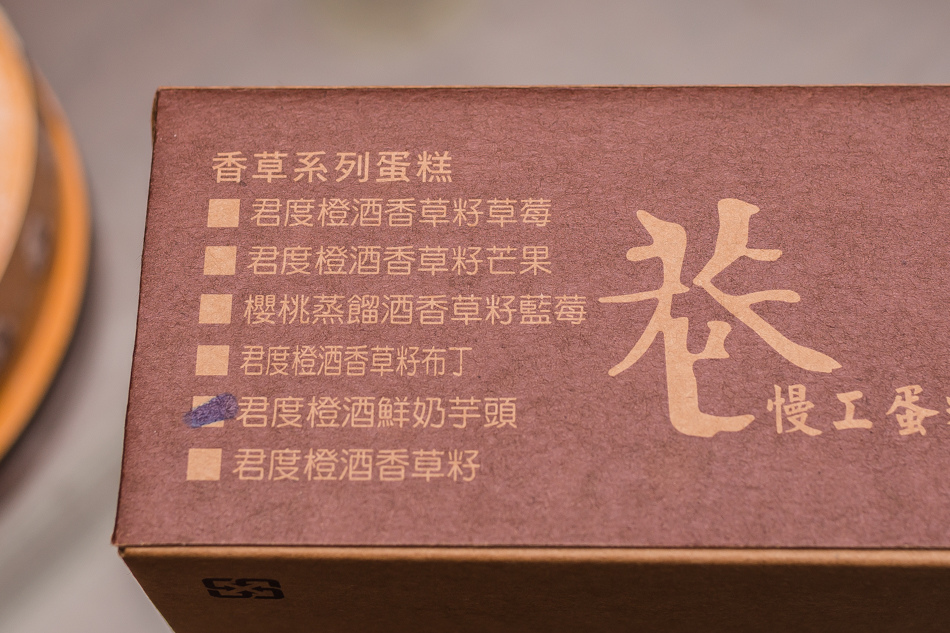 香草系列蛋糕
君度橙酒香草籽草莓
君度橙酒香草籽芒果
櫻桃蒸餾酒香草籽藍莓
君度橙酒香草籽布丁
君度橙酒鮮奶芋頭
君度橙酒香草籽
卷
慢工蛋